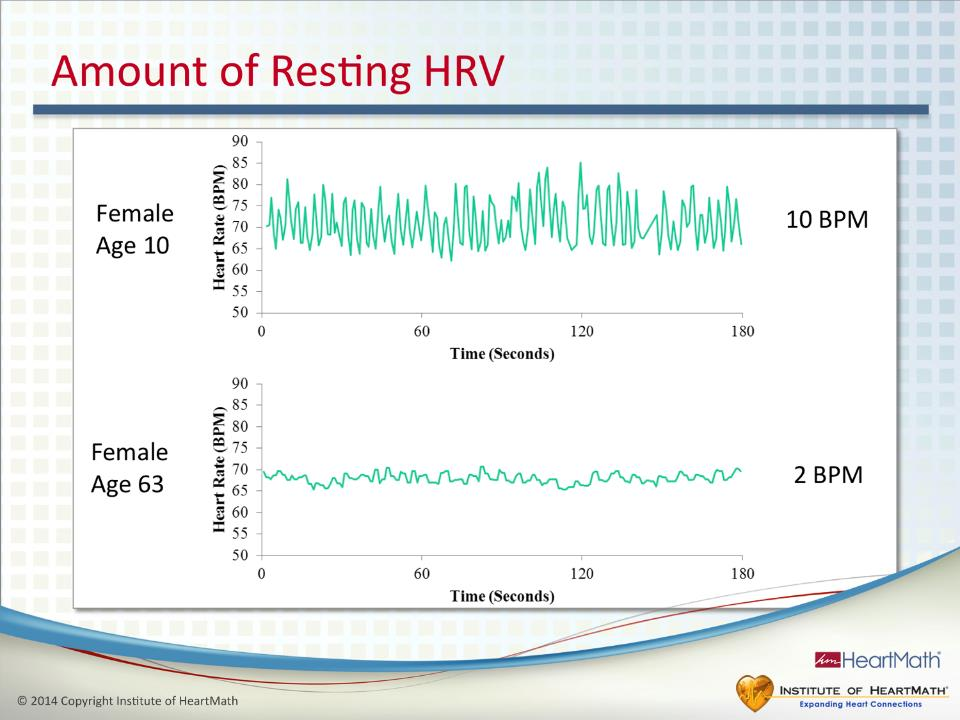 Amount of Resting HRV
Female
Age 10
Heart Rate (BPM)
90
85
80
75
70
65
60
55
50
0 60 120 180
Time (Seconds)
10 BPM
Female
Age 63
Heart Rate (BPM)
90
85
80
75
70
65
60
55
50
0 60 120 180
Time (Seconds)
2 BPM
hm HeartMath®
© 2014 Copyright Institute of HeartMath
INSTITUTE OF HEARTMATH®
Expanding Heart Connections